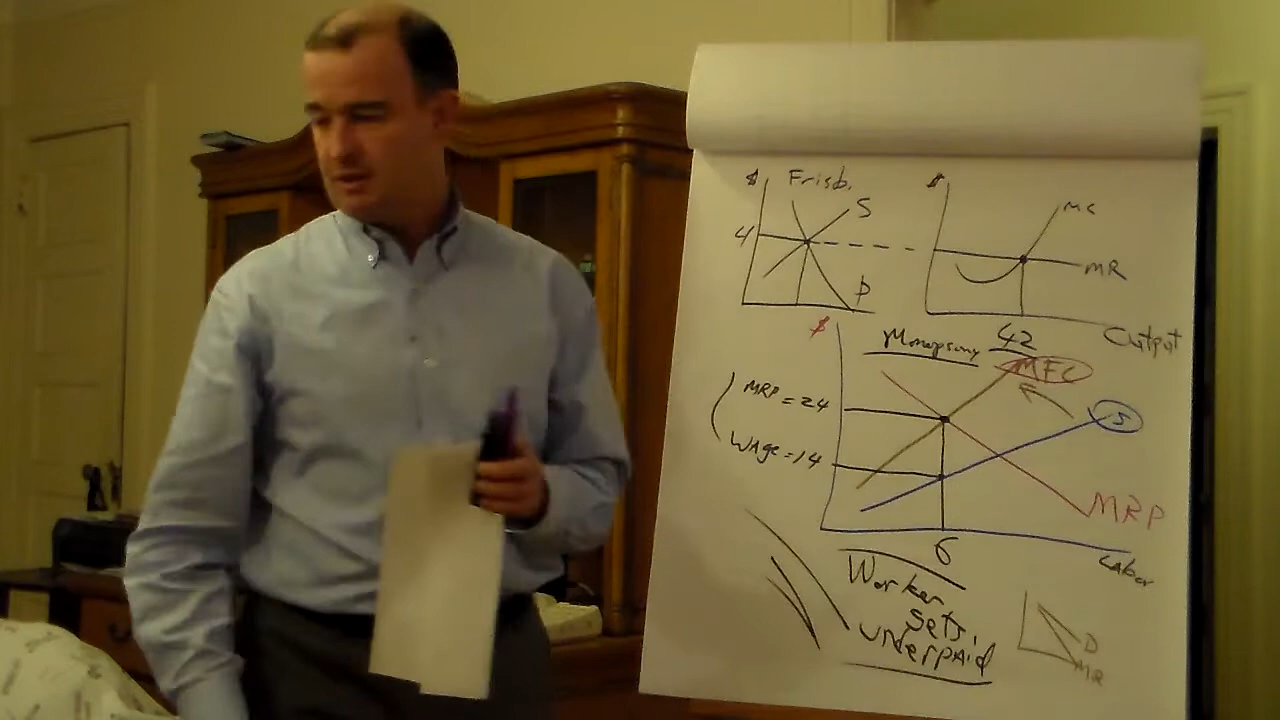 $ Frisb.
S
4
D
$
MC
MR
Output
42
$
Monopsony
MFC
S
MRP = 24
WAge = 14
MRP
6
Labor
Worker
gets
underpaid
D
MR